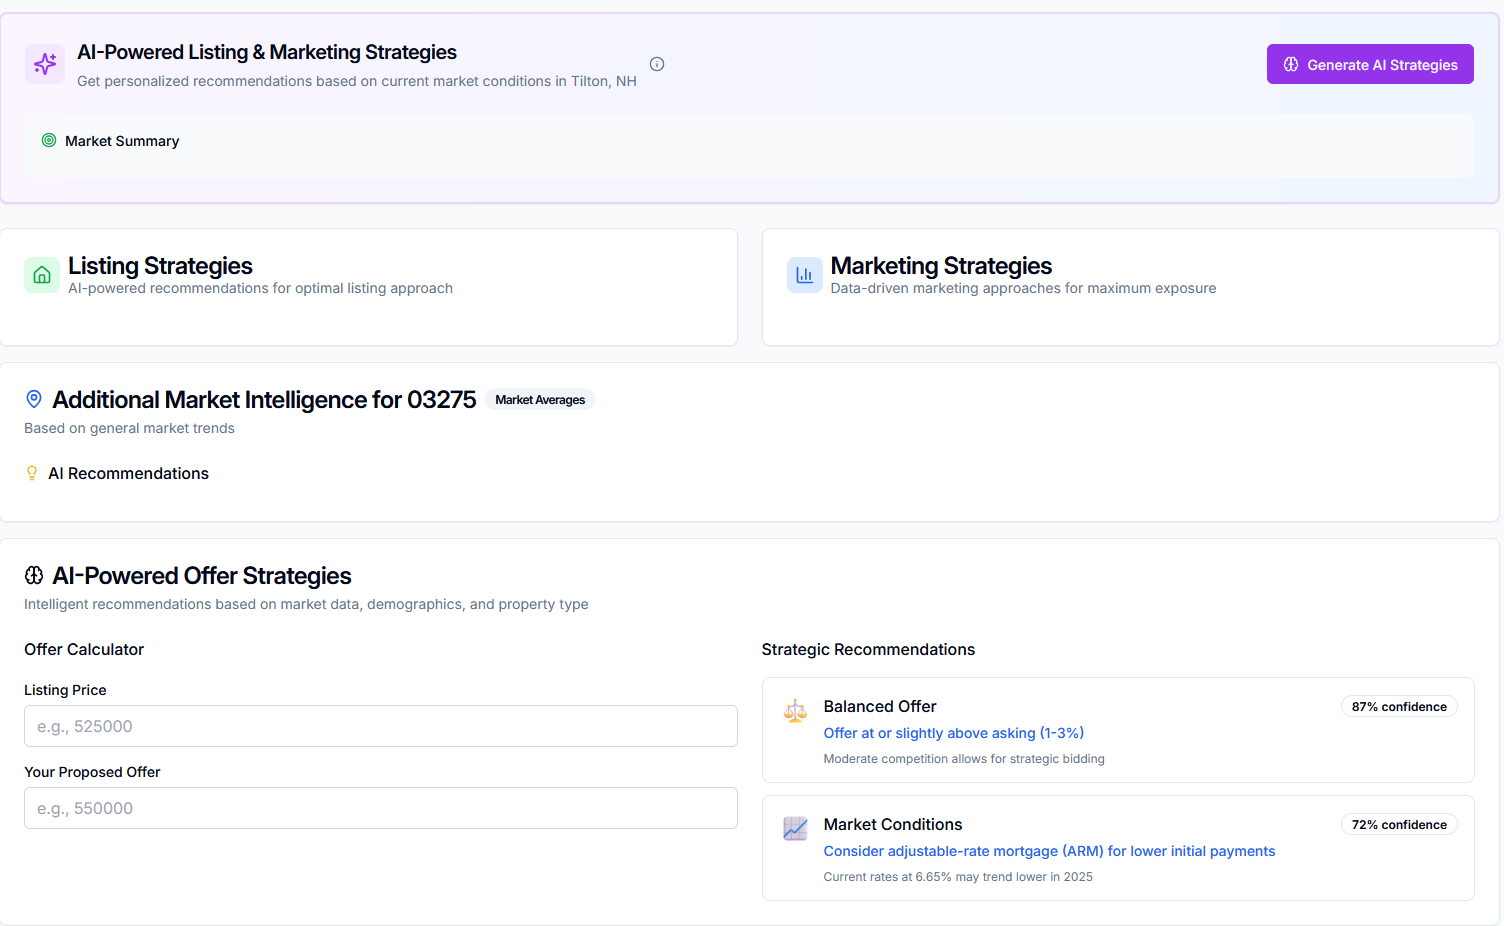 AI-Powered Listing & Marketing Strategies
Get personalized recommendations based on current market conditions in Tilton, NH
Generate AI Strategies
Market Summary
Listing Strategies
AI-powered recommendations for optimal listing approach
Marketing Strategies
Data-driven marketing approaches for maximum exposure
Additional Market Intelligence for 03275
Market Averages
Based on general market trends
AI Recommendations
AI-Powered Offer Strategies
Intelligent recommendations based on market data, demographics, and property type
Offer Calculator
Listing Price
e.g., 525000
Your Proposed Offer
e.g., 550000
Strategic Recommendations
Balanced Offer
87% confidence
Offer at or slightly above asking (1-3%)
Moderate competition allows for strategic bidding
Market Conditions
72% confidence
Consider adjustable-rate mortgage (ARM) for lower initial payments
Current rates at 6.65% may trend lower in 2025